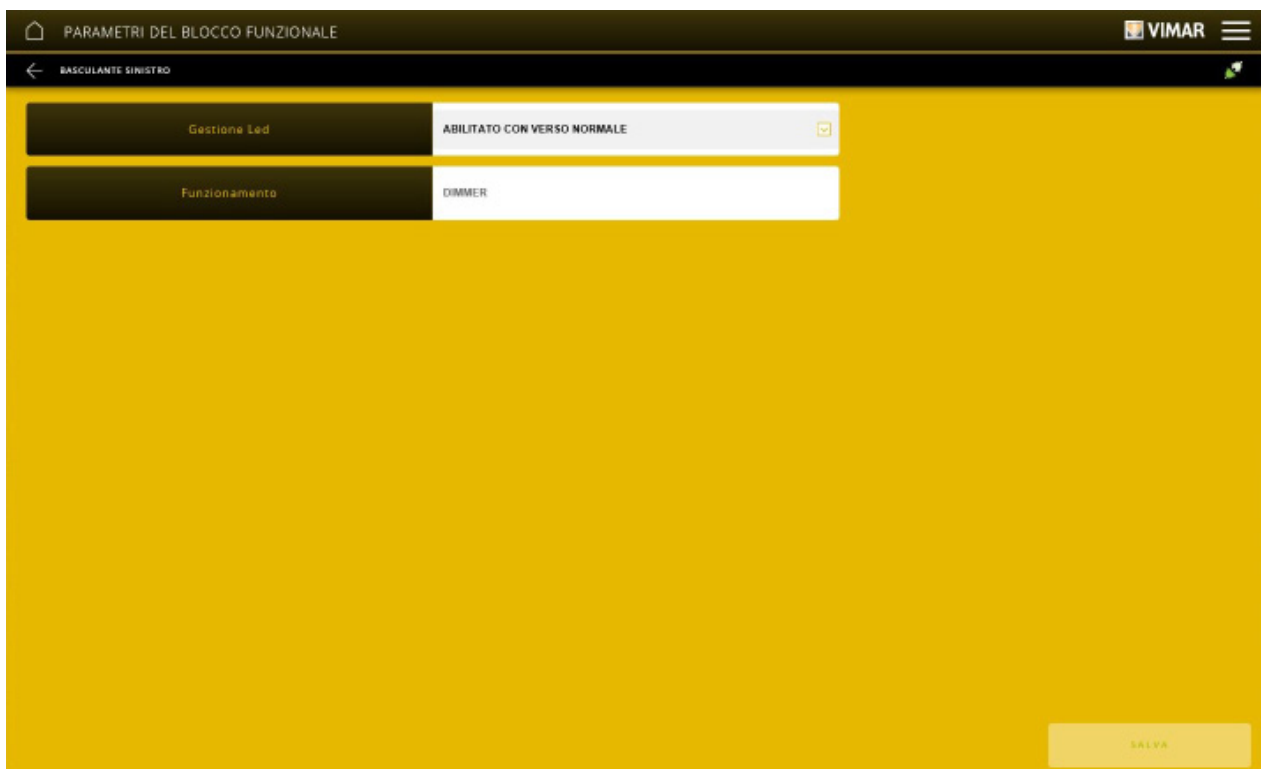 PARAMETRI DEL BLOCCO FUNZIONALE
VIMAR
BASCULANTE SINISTRO
Gestione Led
ABILITATO CON VERSO NORMALE
Funzionamento
DIMMER
SALVA